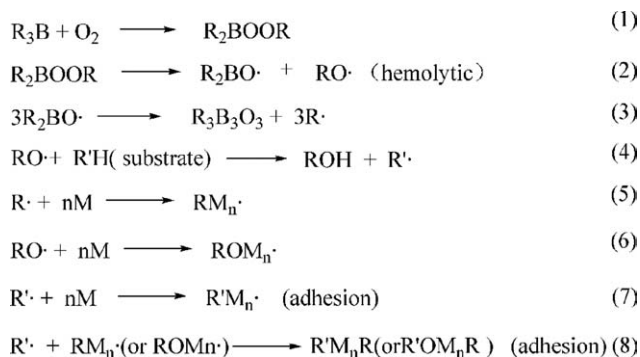 R₃B + O₂ ⟶ R₂BOOR (1)
R₂BOOR ⟶ R₂BO· + RO· (hemolytic) (2)
3R₂BO· ⟶ R₃B₃O₃ + 3R· (3)
RO·+ R'H( substrate) ⟶ ROH + R'· (4)
R· + nM ⟶ RMₙ· (5)
RO· + nM ⟶ ROMₙ· (6)
R'· + nM ⟶ R'Mₙ· (adhesion) (7)
R'· + RMₙ·(or ROMn·) ⟶ R'MₙR(orR'OMₙR ) (adhesion) (8)